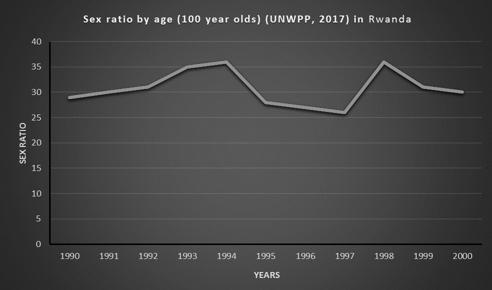 Sex ratio by age (100 year olds) (UNWPP, 2017) in Rwanda
40
35
30
25
20
15
10
5
0
SEX RATIO
1990 1991 1992 1993 1994 1995 1996 1997 1998 1999 2000
YEARS